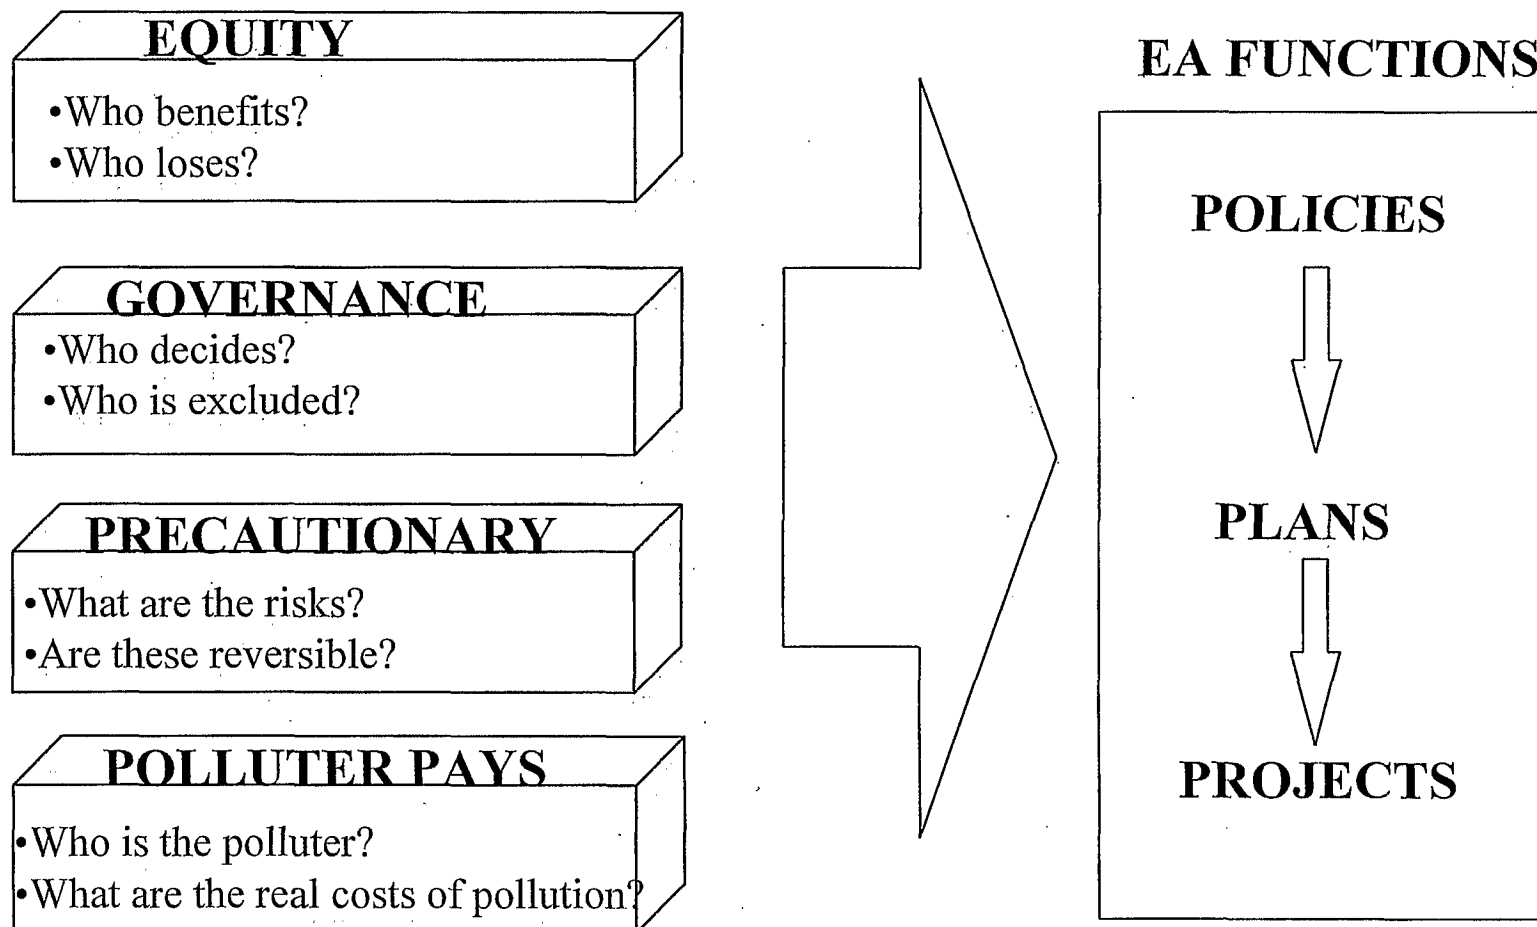 EQUITY
•Who benefits?
•Who loses?
GOVERNANCE
•Who decides?
•Who is excluded?
PRECAUTIONARY
•What are the risks?
•Are these reversible?
POLLUTER PAYS
•Who is the polluter?
•What are the real costs of pollution?
EA FUNCTIONS
POLICIES
PLANS
PROJECTS